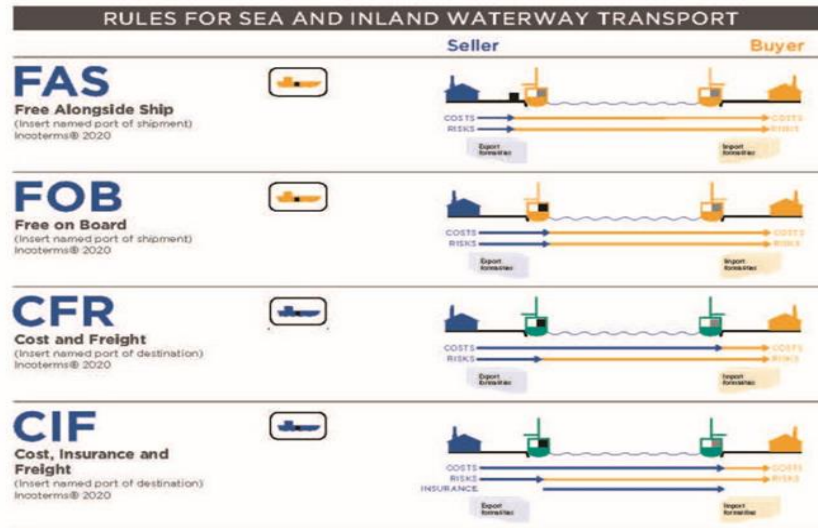 RULES FOR SEA AND INLAND WATERWAY TRANSPORT
Seller Buyer
FAS
Free Alongside Ship
(Insert named port of shipment)
Incoterms® 2020
COSTS COSTS
RISKS RISKS
Export formalities
Import formalities
FOB
Free on Board
(Insert named port of shipment)
Incoterms® 2020
COSTS COSTS
RISKS RISKS
Export formalities
Import formalities
CFR
Cost and Freight
(Insert named port of destination)
Incoterms® 2020
COSTS COSTS
RISKS RISKS
Export formalities
Import formalities
CIF
Cost, Insurance and
Freight
(Insert named port of destination)
Incoterms® 2020
COSTS COSTS
RISKS RISKS
INSURANCE
Export formalities
Import formalities